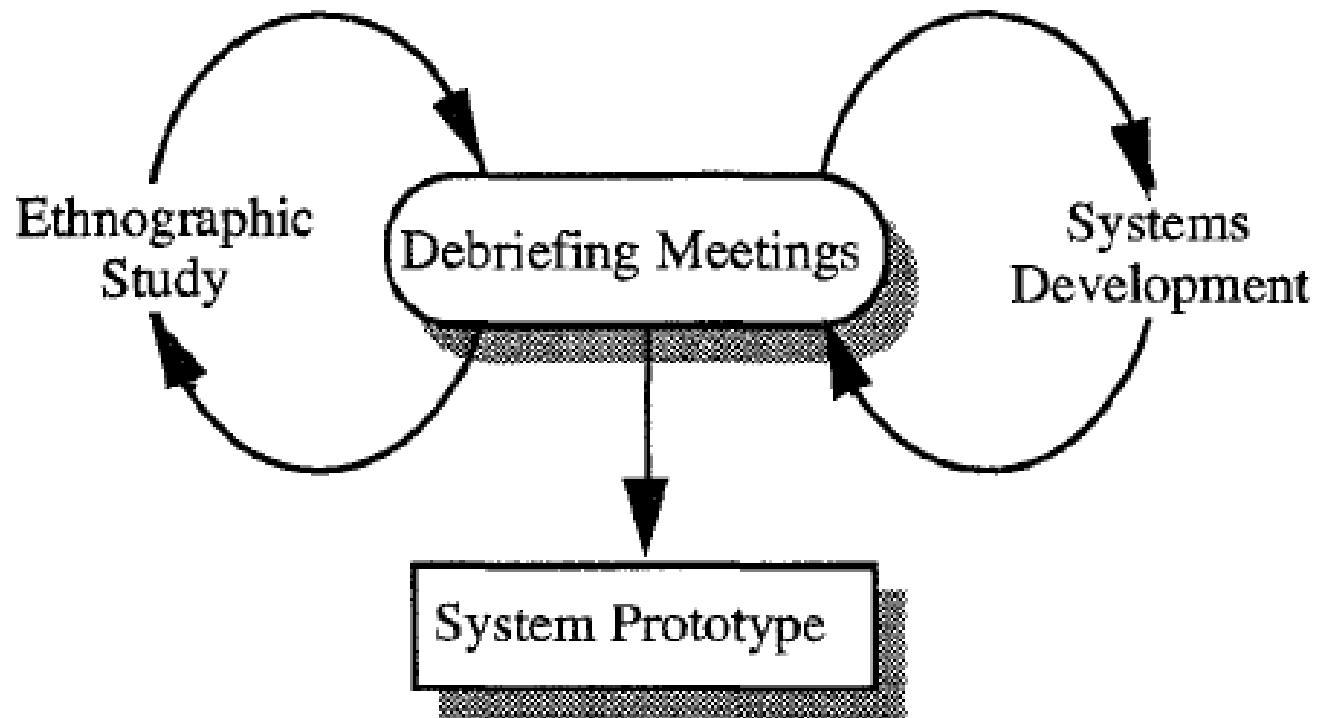 Ethnographic
Study
Debriefing Meetings
Systems
Development
System Prototype